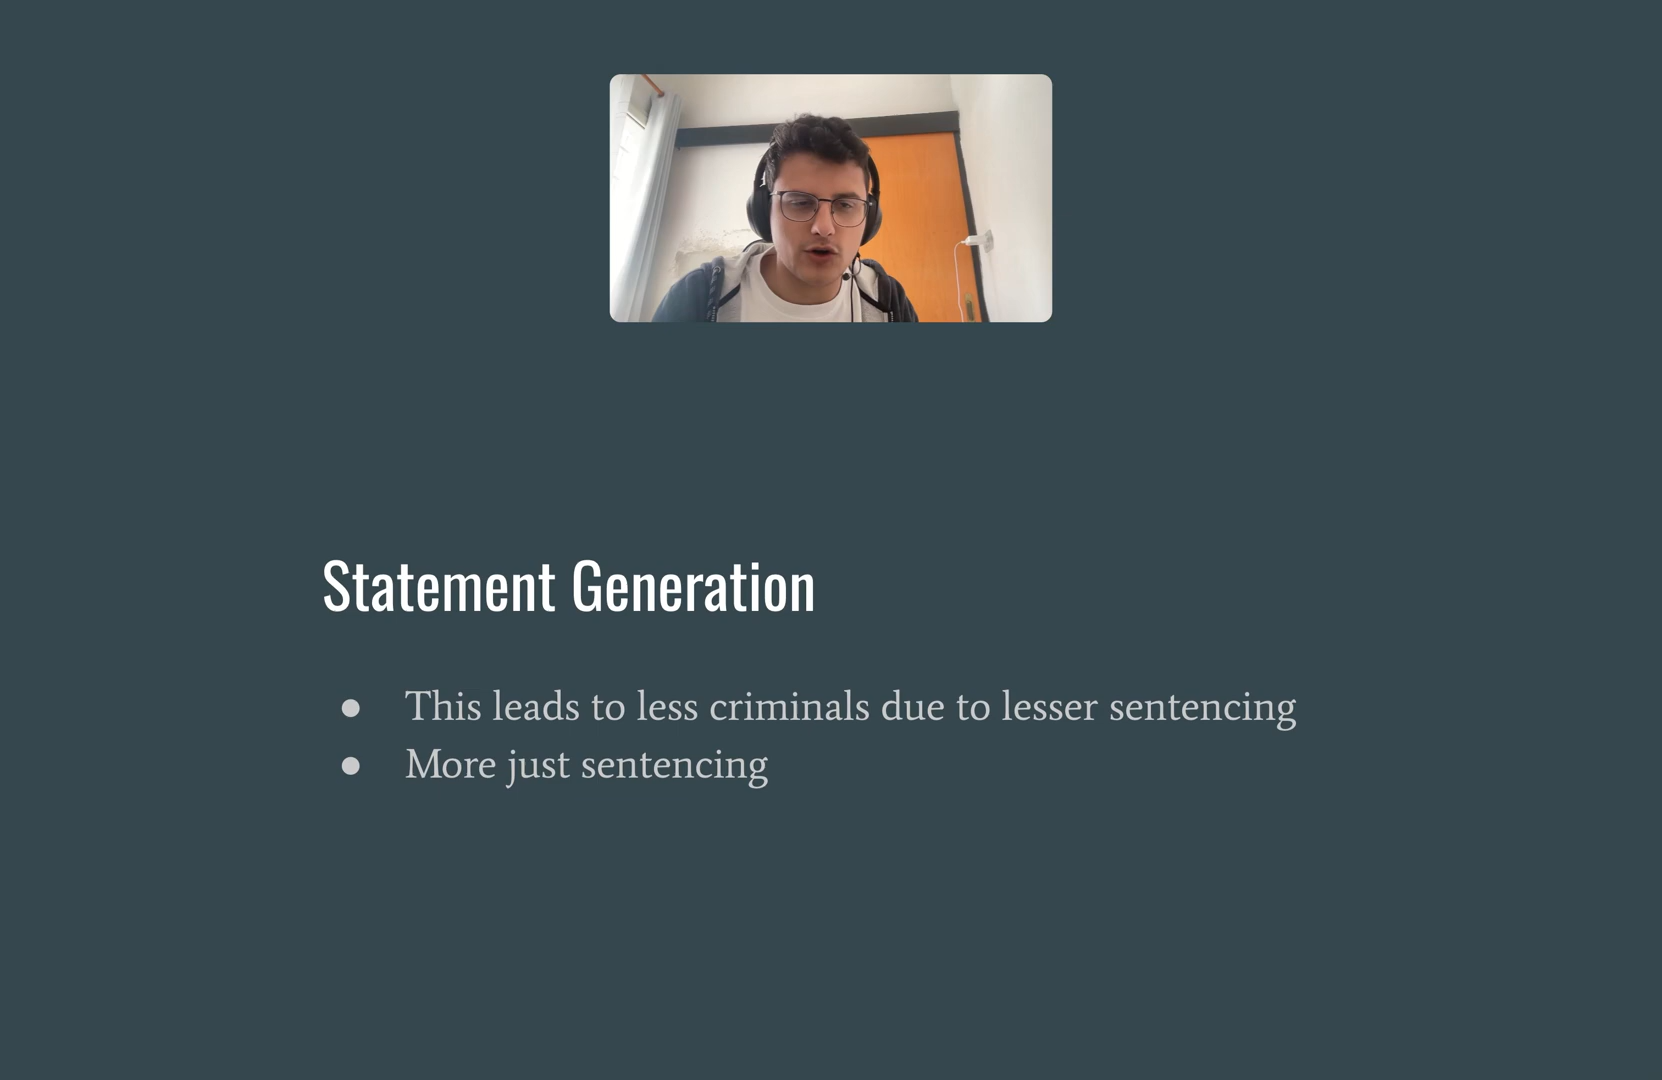 Statement Generation
● This leads to less criminals due to lesser sentencing
● More just sentencing